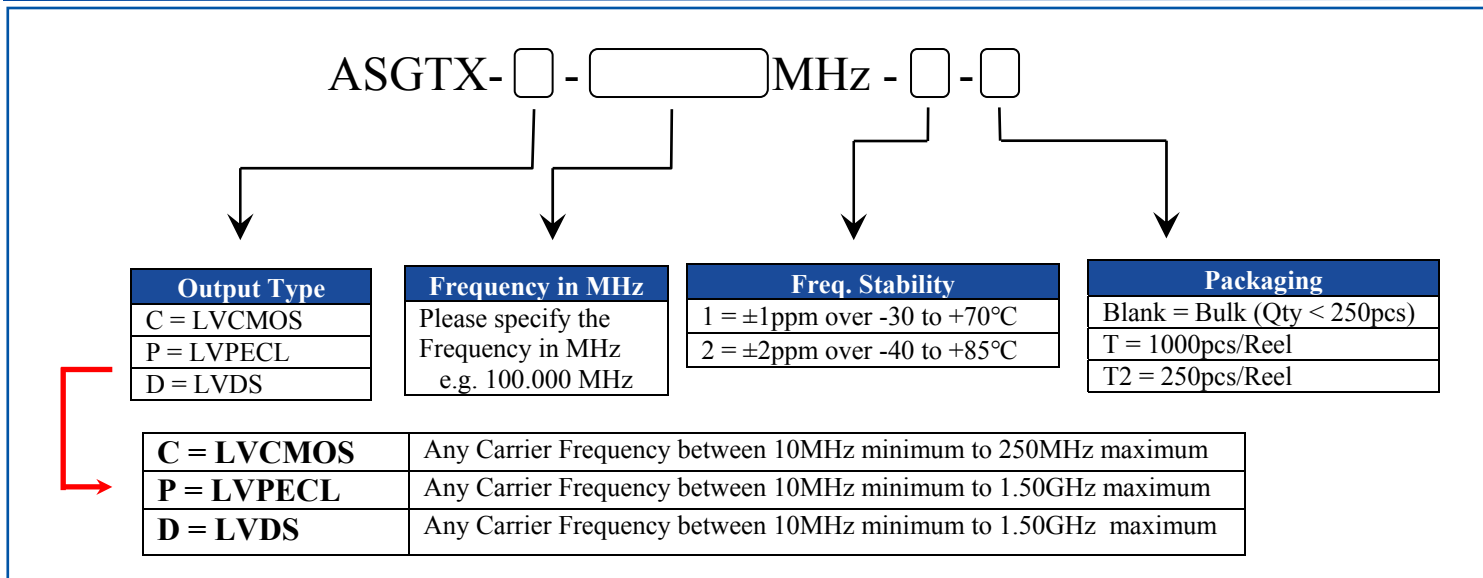 ASGTX- - MHz - -
Output Type
C = LVCMOS
P = LVPECL
D = LVDS
Frequency in MHz
Please specify the
Frequency in MHz
e.g. 100.000 MHz
Freq. Stability
1 = ±1ppm over -30 to +70℃
2 = ±2ppm over -40 to +85℃
Packaging
Blank = Bulk (Qty < 250pcs)
T = 1000pcs/Reel
T2 = 250pcs/Reel
C = LVCMOS Any Carrier Frequency between 10MHz minimum to 250MHz maximum
P = LVPECL Any Carrier Frequency between 10MHz minimum to 1.50GHz maximum
D = LVDS Any Carrier Frequency between 10MHz minimum to 1.50GHz maximum